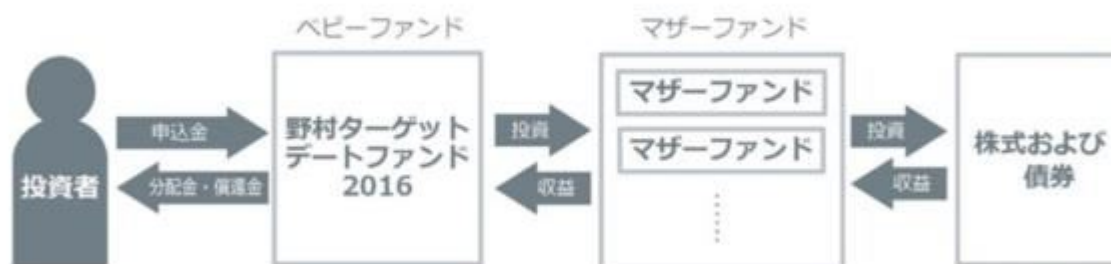 ベビーファンド
マザーファンド
投資者
申込金
分配金・償還金
野村ターゲット
デートファンド
2016
投資
収益
マザーファンド
マザーファンド
投資
収益
株式および
債券